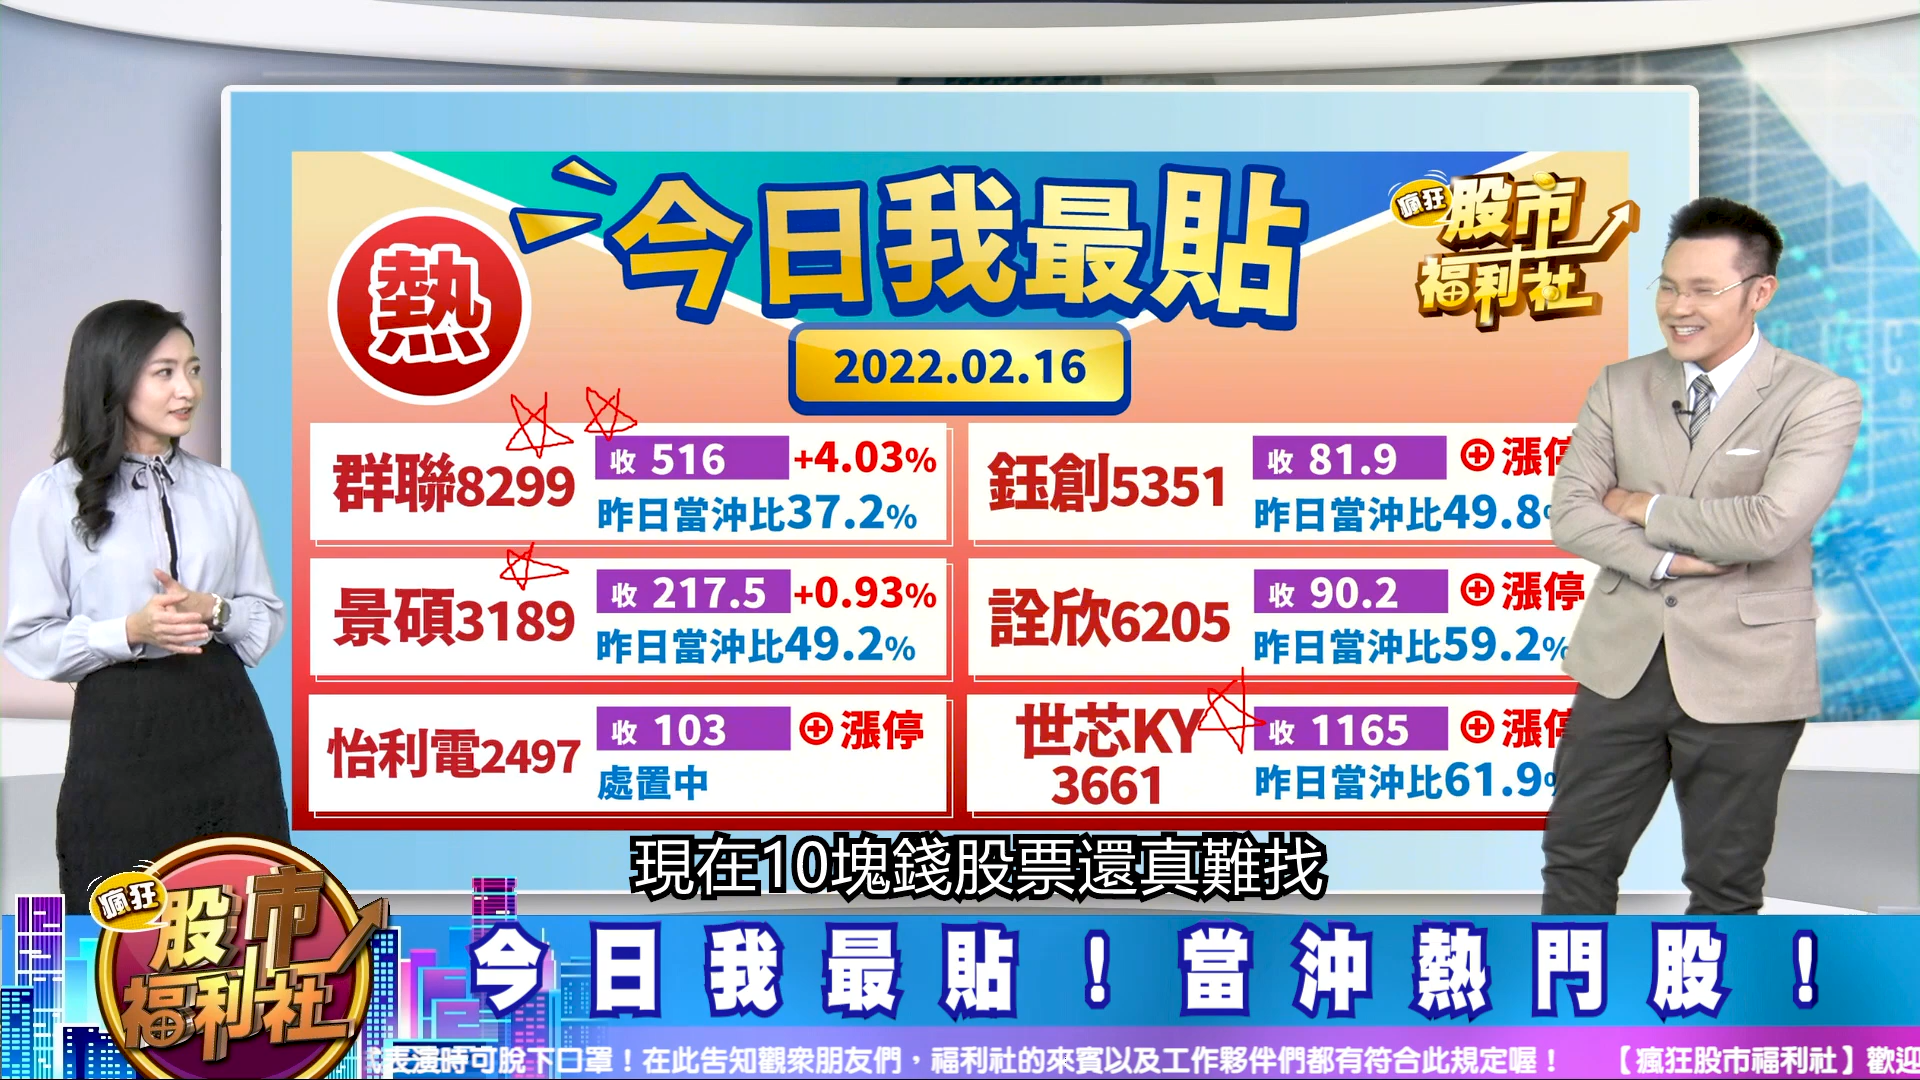 熱
今日我最貼
瘋狂
股市
福利社
2022.02.16
群聯8299
收 516 +4.03%
昨日當沖比37.2%
鈺創5351
收 81.9 漲停
昨日當沖比49.8%
景碩3189
收 217.5 +0.93%
昨日當沖比49.2%
詮欣6205
收 90.2 漲停
昨日當沖比59.2%
怡利電2497
收 103 漲停
處置中
世芯KY
3661
收 1165 漲停
昨日當沖比61.9%
現在10塊錢股票還真難找
瘋狂
股市
福利社
今日我最貼！當沖熱門股！
表演時可脫下口罩！在此告知觀眾朋友們，福利社的來賓以及工作夥伴們都有符合此規定喔！ 【瘋狂股市福利社】歡迎